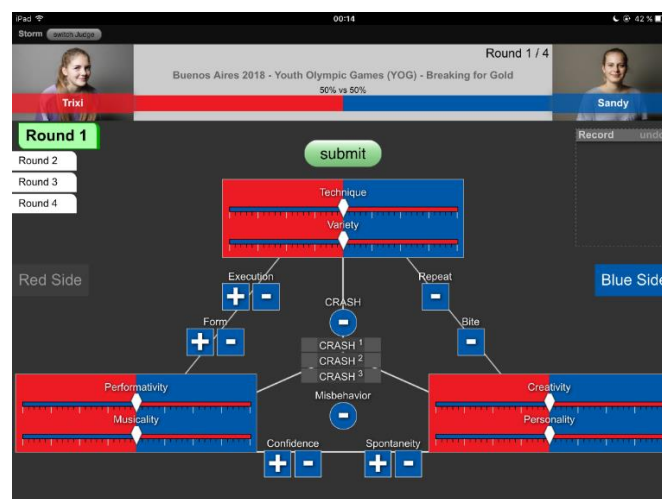 iPad 00:14 42 %
Storm switch Judge
Round 1 / 4
Buenos Aires 2018 - Youth Olympic Games (YOG) - Breaking for Gold
50% vs 50%
Trixi Sandy
Round 1
Round 2
Round 3
Round 4
submit
Record undo
Technique
Variety
Red Side
Blue Side
Execution
+ -
Repeat
-
CRASH
-
Form
+ -
Bite
-
CRASH 1
CRASH 2
CRASH 3
Misbehavior
-
Performativity
Musicality
Creativity
Personality
Confidence
+ -
Spontaneity
+ -